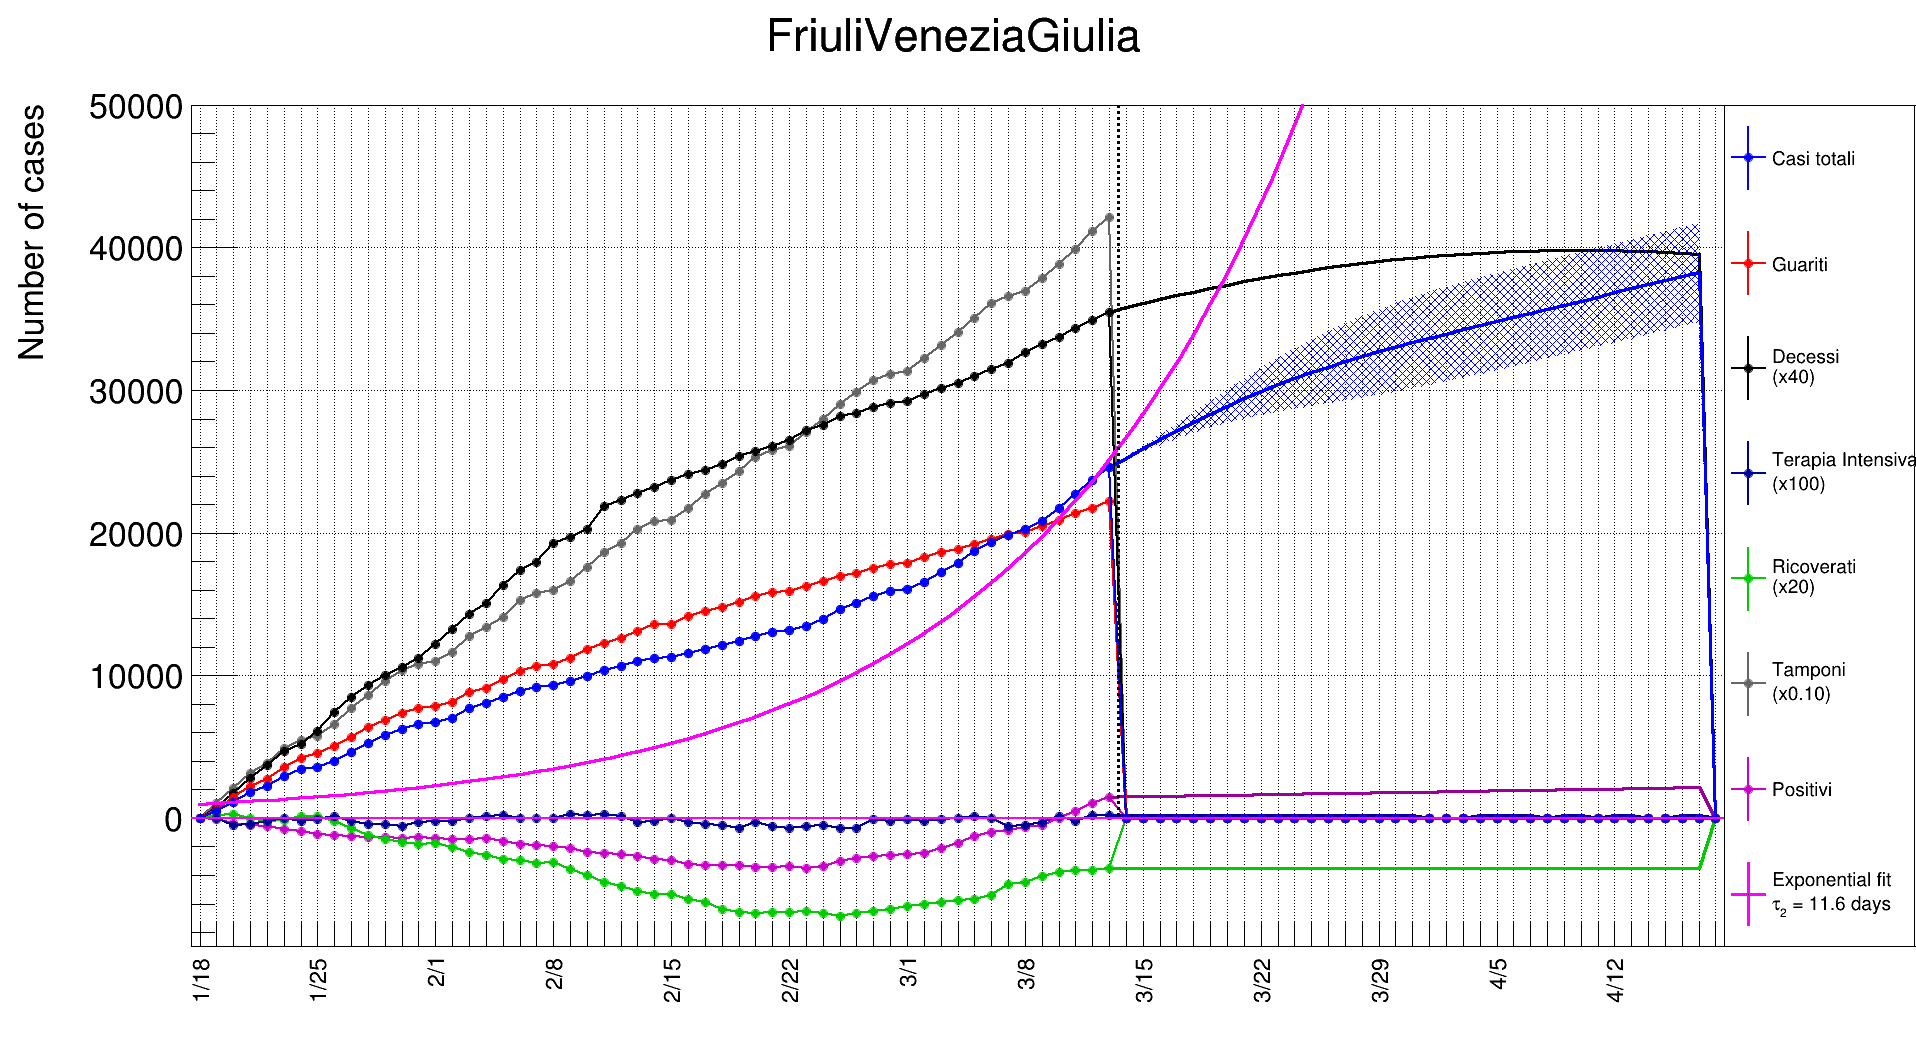 FriuliVeneziaGiulia
Number of cases
50000
40000
30000
20000
10000
0
1/18
1/25
2/1
2/8
2/15
2/22
3/1
3/8
3/15
3/22
3/29
4/5
4/12
Casi totali
Guariti
Decessi
(x40)
Terapia Intensiva
(x100)
Ricoverati
(x20)
Tamponi
(x0.10)
Positivi
Exponential fit
τ2 = 11.6 days